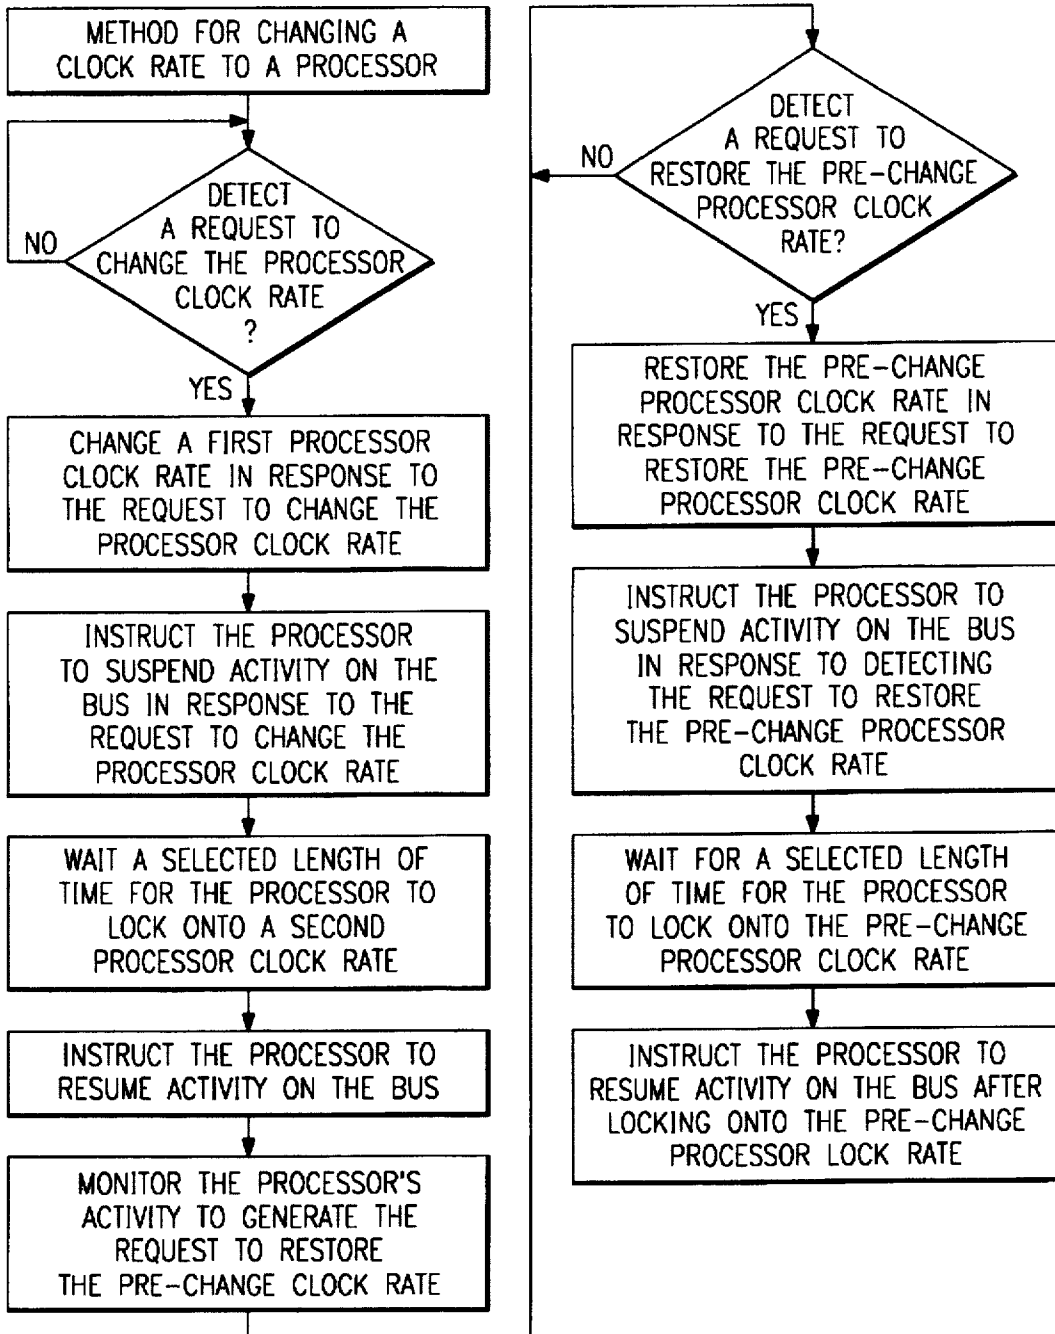 METHOD FOR CHANGING A
CLOCK RATE TO A PROCESSOR
DETECT
A REQUEST TO
CHANGE THE PROCESSOR
CLOCK RATE
?
NO
YES
CHANGE A FIRST PROCESSOR
CLOCK RATE IN RESPONSE TO
THE REQUEST TO CHANGE THE
PROCESSOR CLOCK RATE
INSTRUCT THE PROCESSOR
TO SUSPEND ACTIVITY ON THE
BUS IN RESPONSE TO THE
REQUEST TO CHANGE THE
PROCESSOR CLOCK RATE
WAIT A SELECTED LENGTH OF
TIME FOR THE PROCESSOR TO
LOCK ONTO A SECOND
PROCESSOR CLOCK RATE
INSTRUCT THE PROCESSOR TO
RESUME ACTIVITY ON THE BUS
MONITOR THE PROCESSOR'S
ACTIVITY TO GENERATE THE
REQUEST TO RESTORE
THE PRE-CHANGE CLOCK RATE
DETECT
A REQUEST TO
RESTORE THE PRE-CHANGE
PROCESSOR CLOCK
RATE?
NO
YES
RESTORE THE PRE-CHANGE
PROCESSOR CLOCK RATE IN
RESPONSE TO THE REQUEST TO
RESTORE THE PRE-CHANGE
PROCESSOR CLOCK RATE
INSTRUCT THE PROCESSOR TO
SUSPEND ACTIVITY ON THE BUS
IN RESPONSE TO DETECTING
THE REQUEST TO RESTORE
THE PRE-CHANGE PROCESSOR
CLOCK RATE
WAIT FOR A SELECTED LENGTH
OF TIME FOR THE PROCESSOR
TO LOCK ONTO THE PRE-CHANGE
PROCESSOR CLOCK RATE
INSTRUCT THE PROCESSOR TO
RESUME ACTIVITY ON THE BUS AFTER
LOCKING ONTO THE PRE-CHANGE
PROCESSOR LOCK RATE